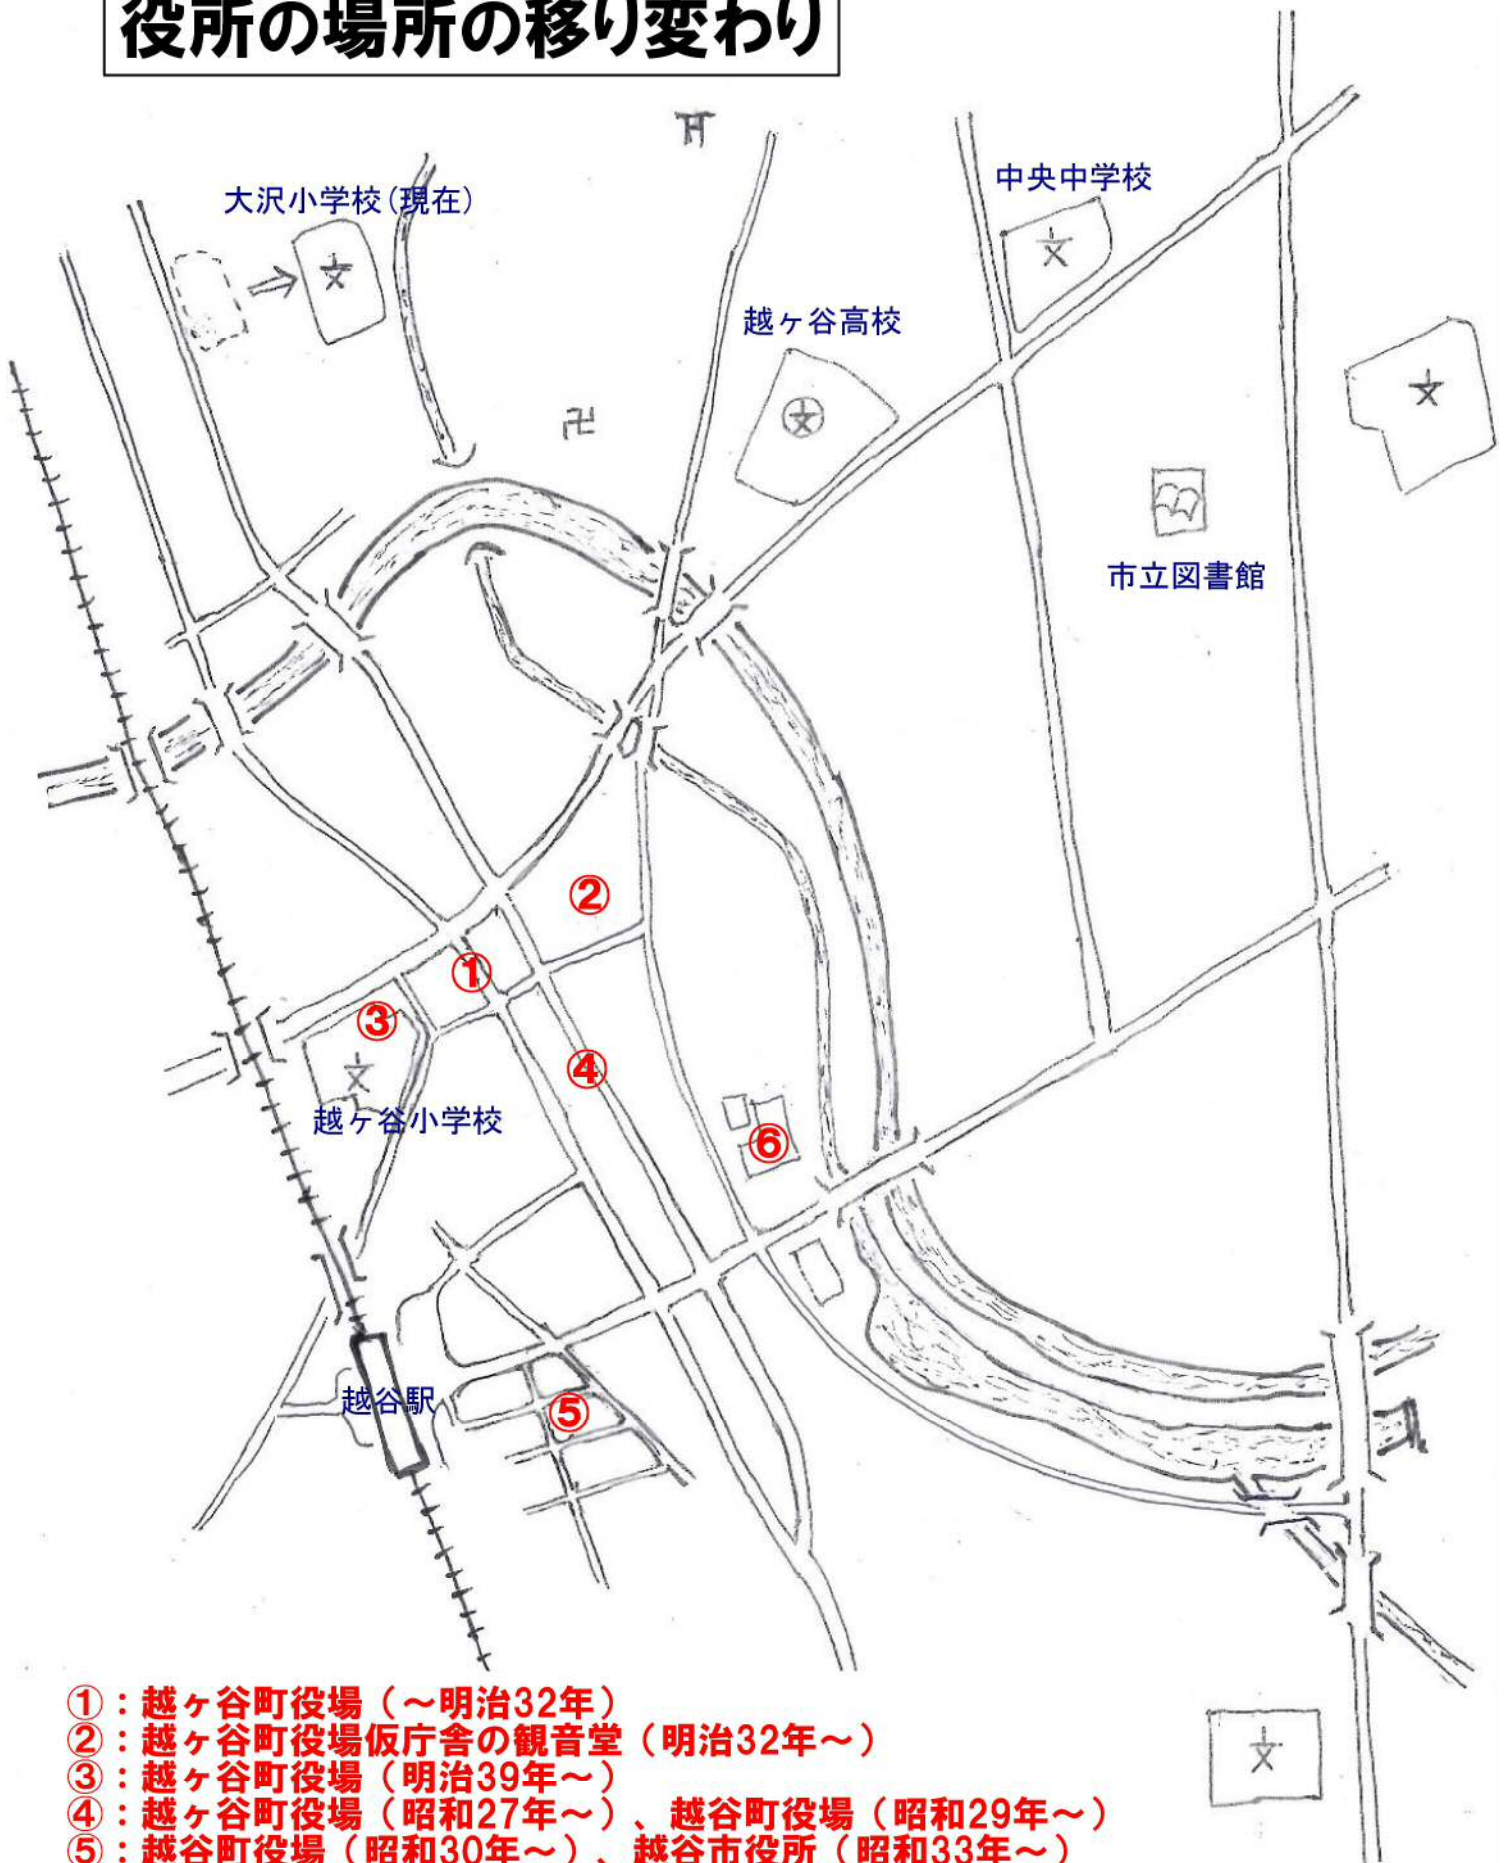 役所の場所の移り変わり
大沢小学校（現在）
中央中学校
文
文
越ヶ谷高校
文
文
卍
市立図書館
②
①
③
④
文
越ヶ谷小学校
⑥
越谷駅
⑤
文
①：越ヶ谷町役場（～明治32年）
②：越ヶ谷町役場仮庁舎の観音堂（明治32年～）
③：越ヶ谷町役場（明治39年～）
④：越ヶ谷町役場（昭和27年～）、越谷町役場（昭和29年～）
⑤：越谷町役場（昭和30年～）、越谷市役所（昭和33年～）